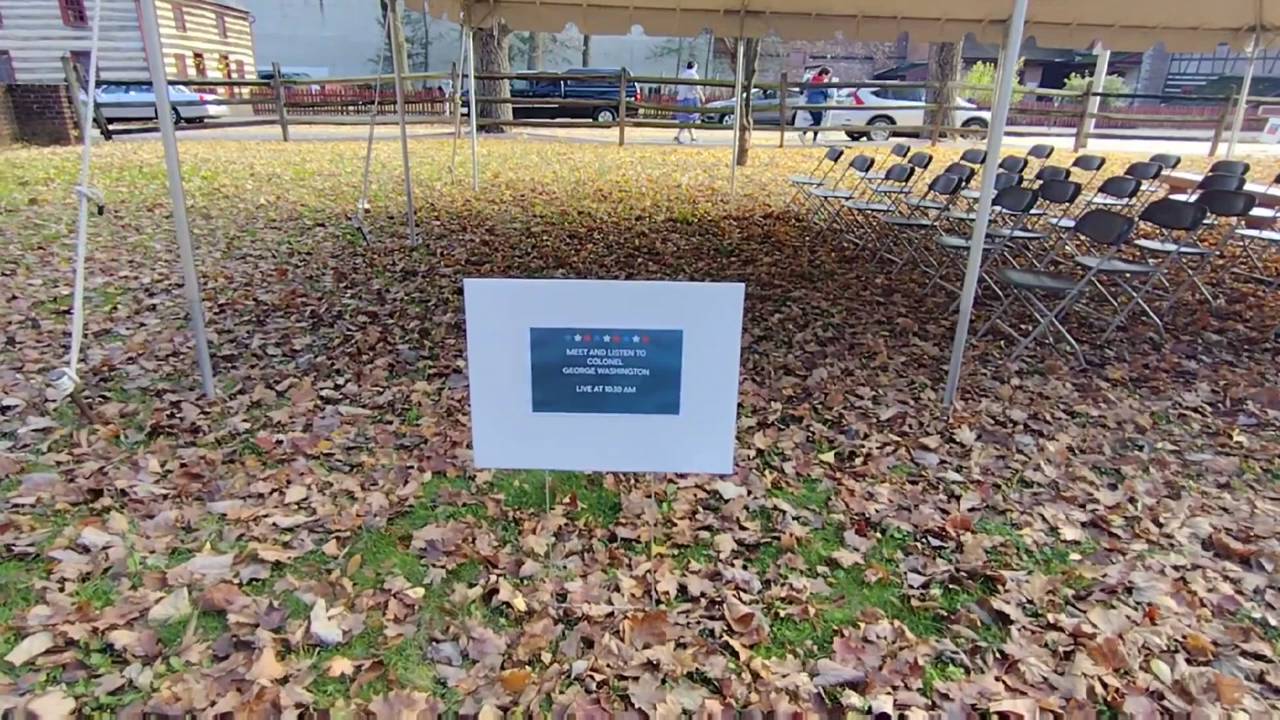 MEET AND LISTEN TO
COLONEL
GEORGE WASHINGTON
LIVE AT 10:30 AM